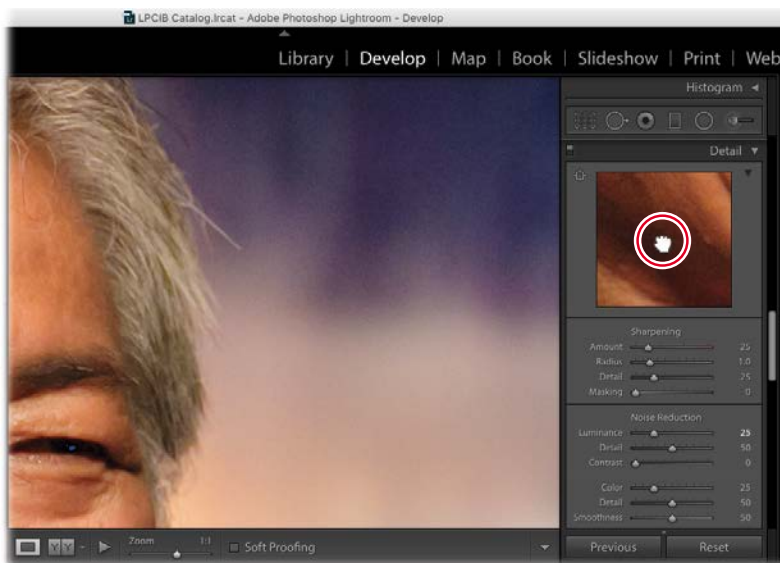 LPCIB Catalog.lrcat - Adobe Photoshop Lightroom - Develop
Library | Develop | Map | Book | Slideshow | Print | Web
Histogram
Detail
Sharpening
Amount 25
Radius 1.0
Detail 25
Masking 0
Noise Reduction
Luminance 25
Detail 50
Contrast 0
Color 25
Detail 50
Smoothness 50
YY Zoom 1:1 Soft Proofing
Previous Reset